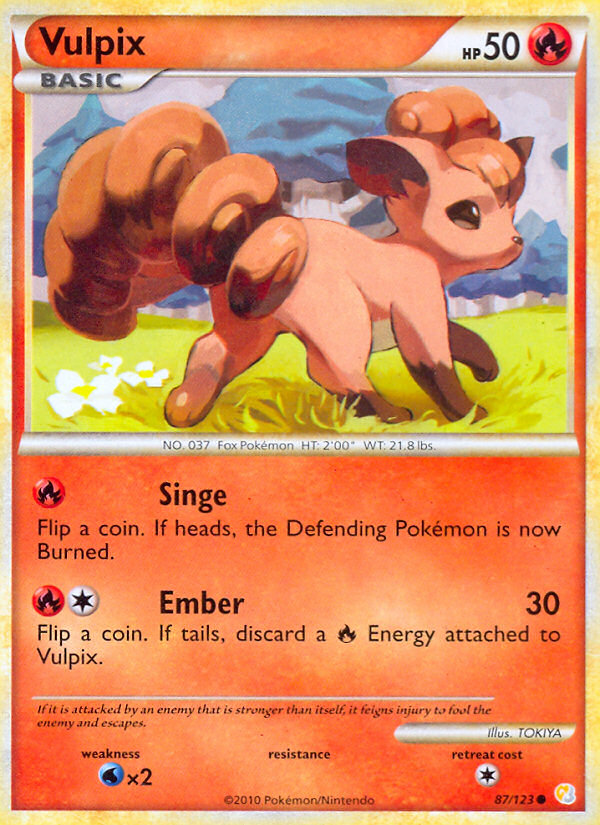 Vulpix
HP 50
BASIC
NO. 037 Fox Pokémon HT: 2'00" WT: 21.8 lbs.
Singe
Flip a coin. If heads, the Defending Pokémon is now
Burned.
Ember 30
Flip a coin. If tails, discard a Energy attached to
Vulpix.
If it is attacked by an enemy that is stronger than itself, it feigns injury to fool the
enemy and escapes.
Illus. TOKIYA
weakness resistance retreat cost
×2
©2010 Pokémon/Nintendo 87/123